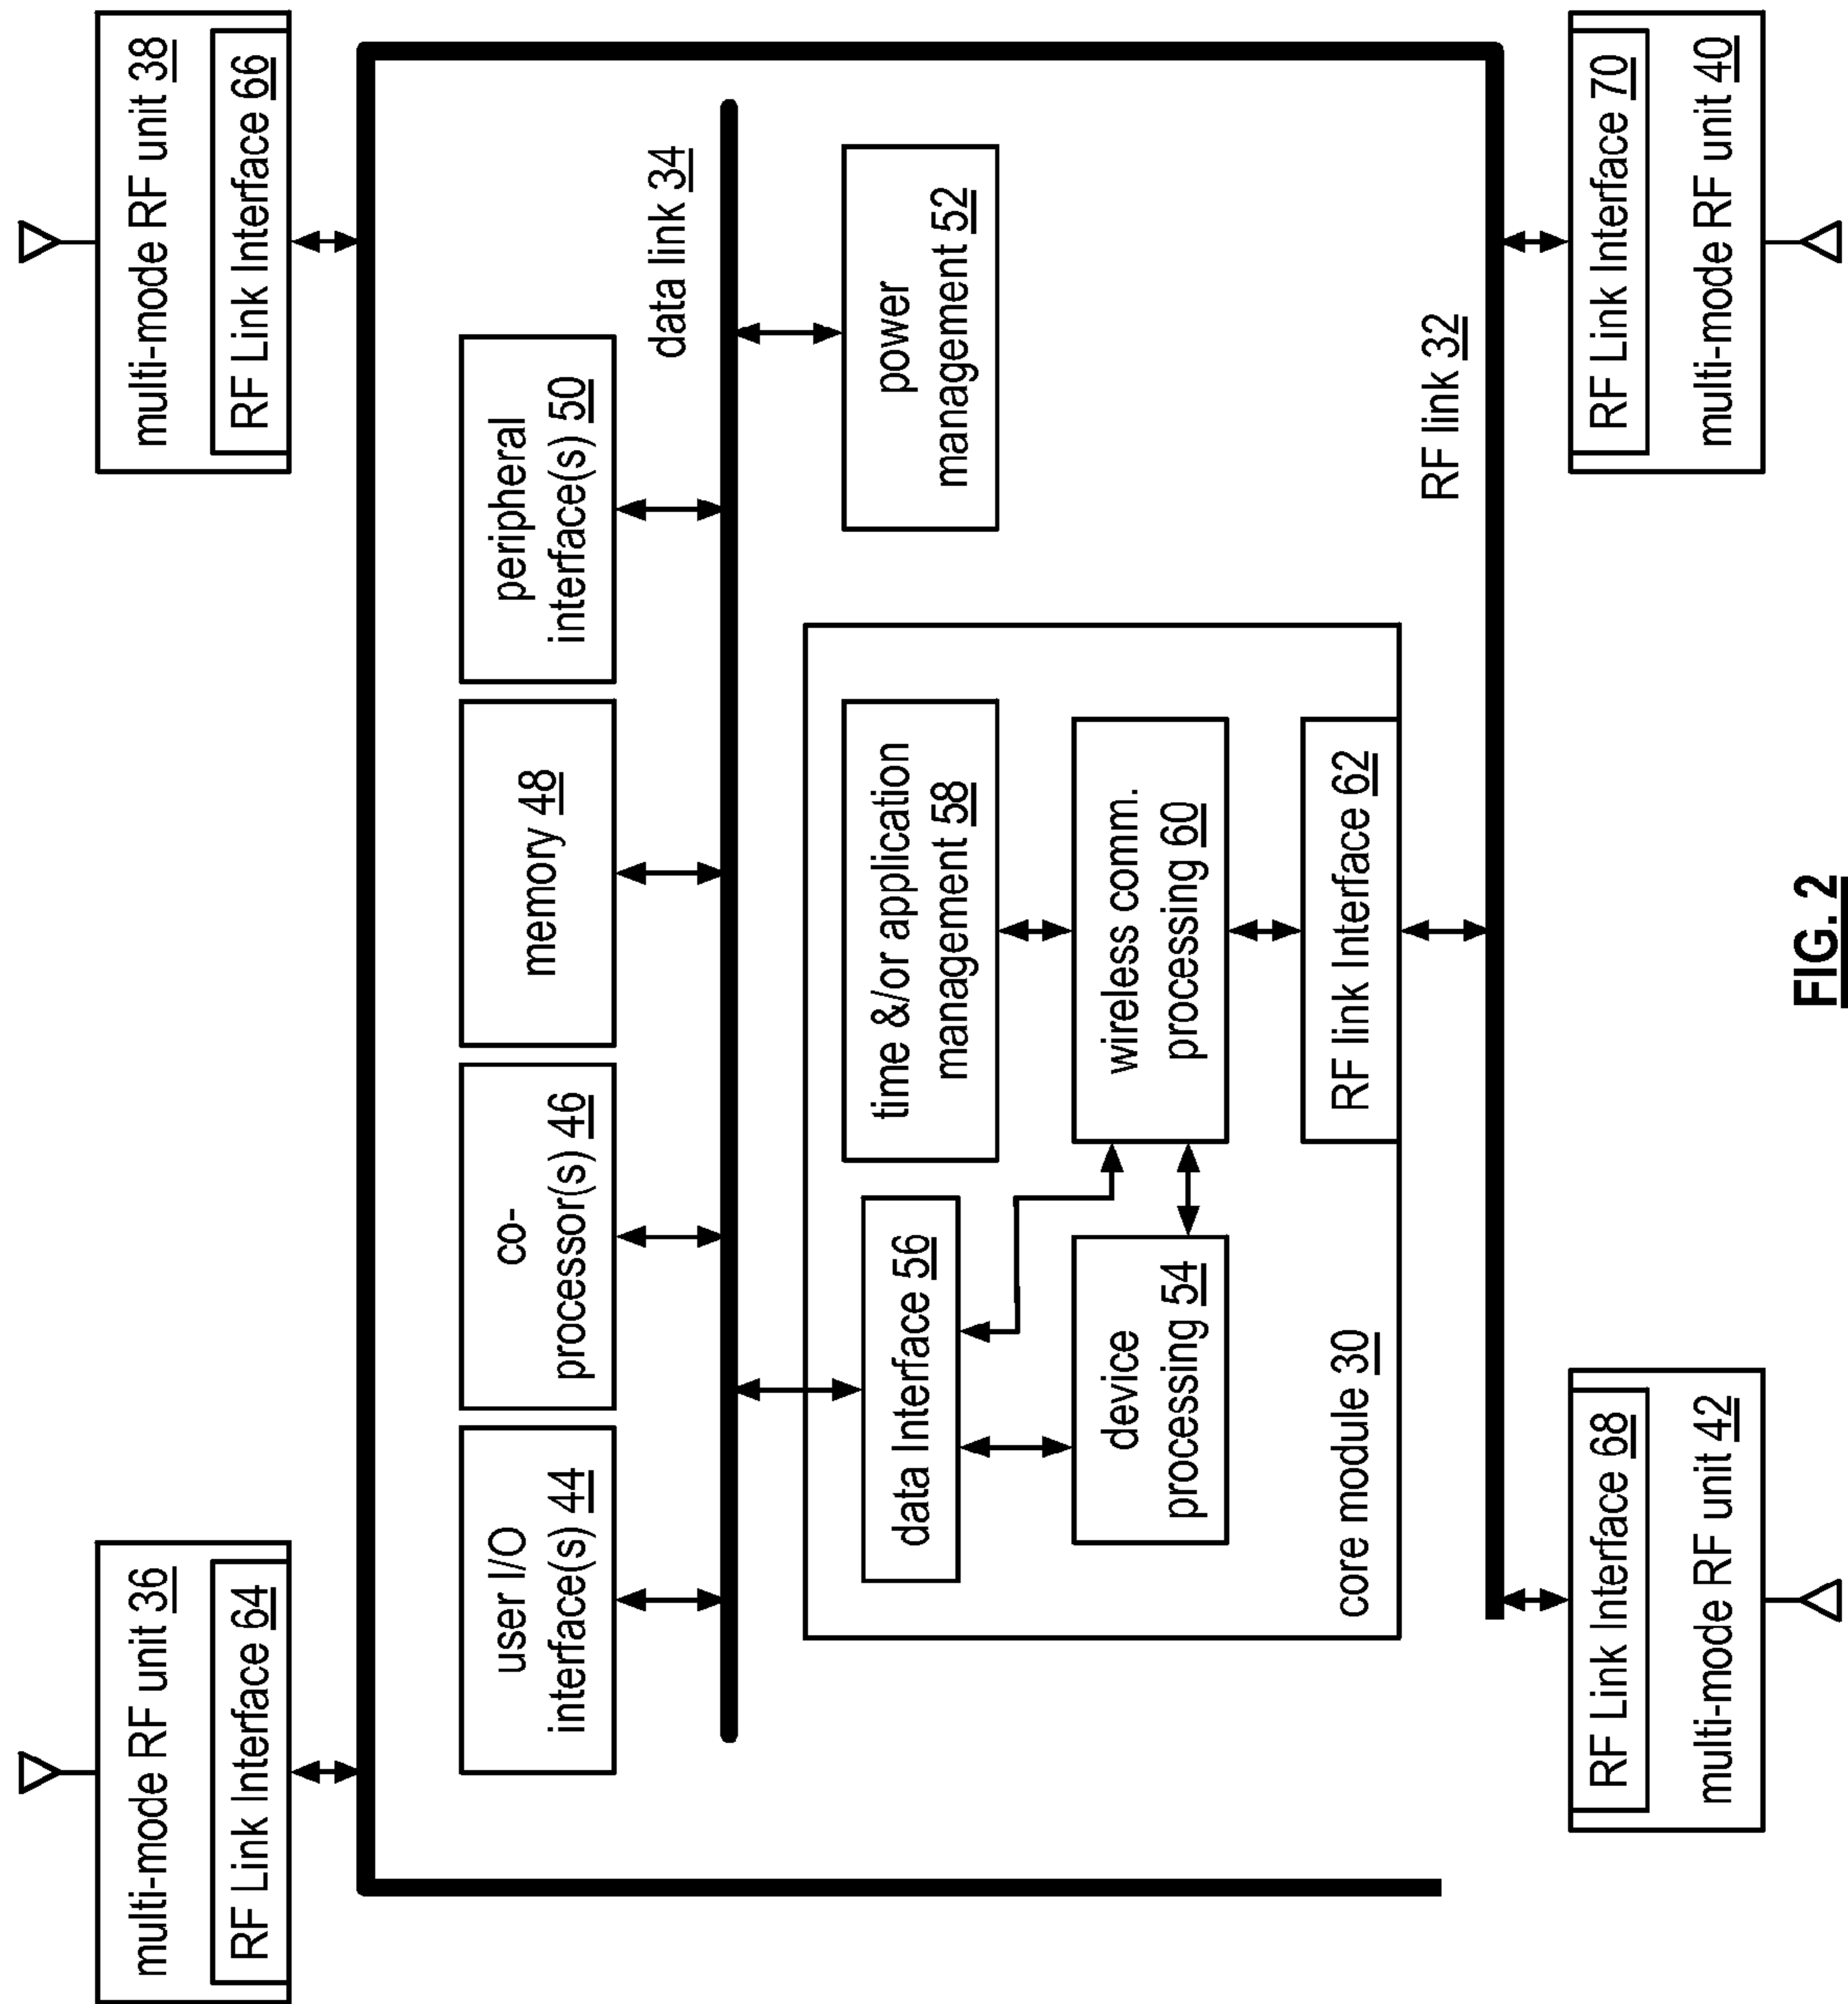 multi-mode RF unit 36
RF Link Interface 64
multi-mode RF unit 38
RF Link Interface 66
user I/O
interface(s) 44
co-
processor(s) 46
memory 48
peripheral
interface(s) 50
data link 34
data Interface 56
device
processing 54
time &/or application
management 58
wireless comm.
processing 60
RF link Interface 62
core module 30
power
management 52
RF link 32
RF Link Interface 68
multi-mode RF unit 42
RF Link Interface 70
multi-mode RF unit 40
FIG. 2